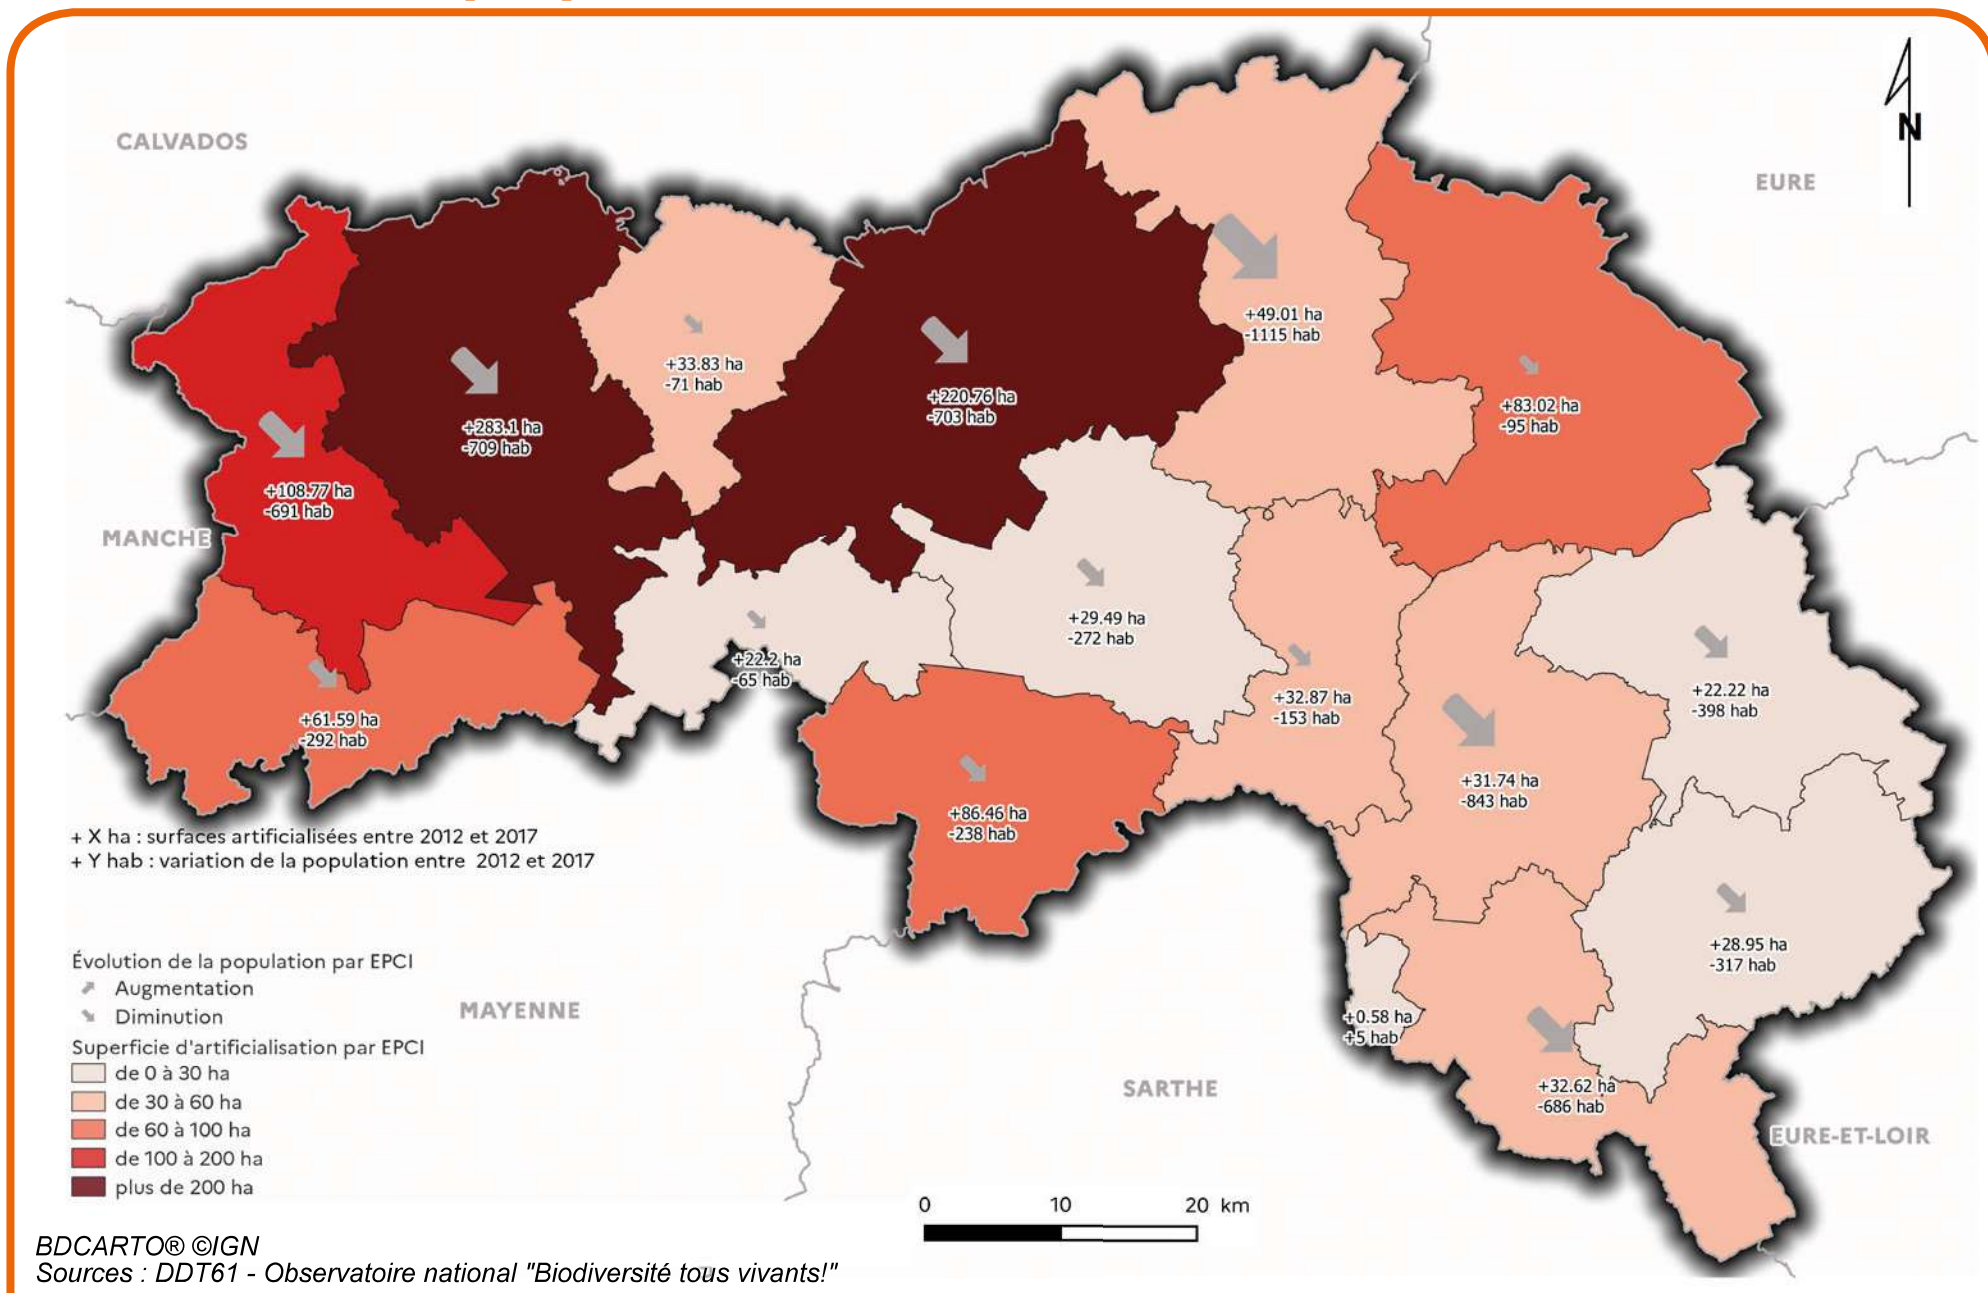 CALVADOS
N
EURE
+49.01 ha
-1115 hab
+33.83 ha
-71 hab
+220.76 ha
-703 hab
+83.02 ha
-95 hab
+283.1 ha
-709 hab
+108.77 ha
-691 hab
MANCHE
+29.49 ha
-272 hab
+22.2 ha
-65 hab
+32.87 ha
-153 hab
+22.22 ha
-398 hab
+61.59 ha
-292 hab
+31.74 ha
-843 hab
+86.46 ha
-238 hab
+ X ha : surfaces artificialisées entre 2012 et 2017
+ Y hab : variation de la population entre 2012 et 2017
+28.95 ha
-317 hab
Évolution de la population par EPCI
Augmentation
Diminution
MAYENNE
+0.58 ha
+5 hab
Superficie d'artificialisation par EPCI
de 0 à 30 ha
de 30 à 60 ha
de 60 à 100 ha
de 100 à 200 ha
plus de 200 ha
SARTHE
+32.62 ha
-686 hab
EURE-ET-LOIR
0 10 20 km
BDCARTO® ©IGN
Sources : DDT61 - Observatoire national "Biodiversité tous vivants!"